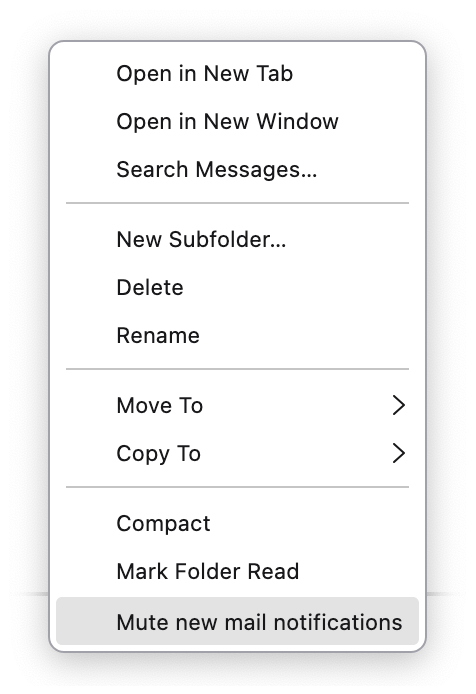 Open in New Tab
Open in New Window
Search Messages...
New Subfolder...
Delete
Rename
Move To
Copy To
Compact
Mark Folder Read
Mute new mail notifications